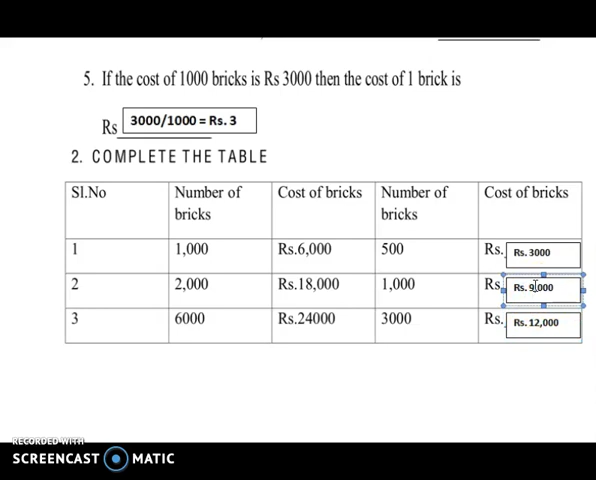 5. If the cost of 1000 bricks is Rs 3000 then the cost of 1 brick is
Rs 3000/1000 = Rs. 3
2. COMPLETE THE TABLE
Sl.No Number of bricks Cost of bricks Number of bricks Cost of bricks
1 1,000 Rs.6,000 500 Rs. Rs. 3000
2 2,000 Rs.18,000 1,000 Rs. Rs. 9,000
3 6000 Rs.24000 3000 Rs. Rs. 12,000
RECORDED WITH
SCREENCAST MATIC